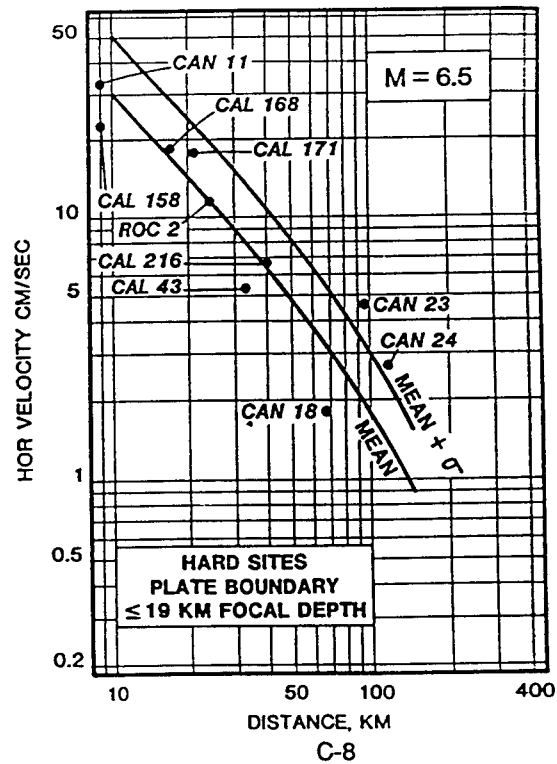 50
CAN 11
M = 6.5
CAL 168
CAL 171
CAL 158
10
ROC 2
CAL 216
CAL 43
5
CAN 23
CAN 24
CAN 18
MEAN
MEAN + σ
1
0.5
0.2
HOR VELOCITY CM/SEC
HARD SITES
PLATE BOUNDARY
≤ 19 KM FOCAL DEPTH
10 50 100 400
DISTANCE, KM
C-8